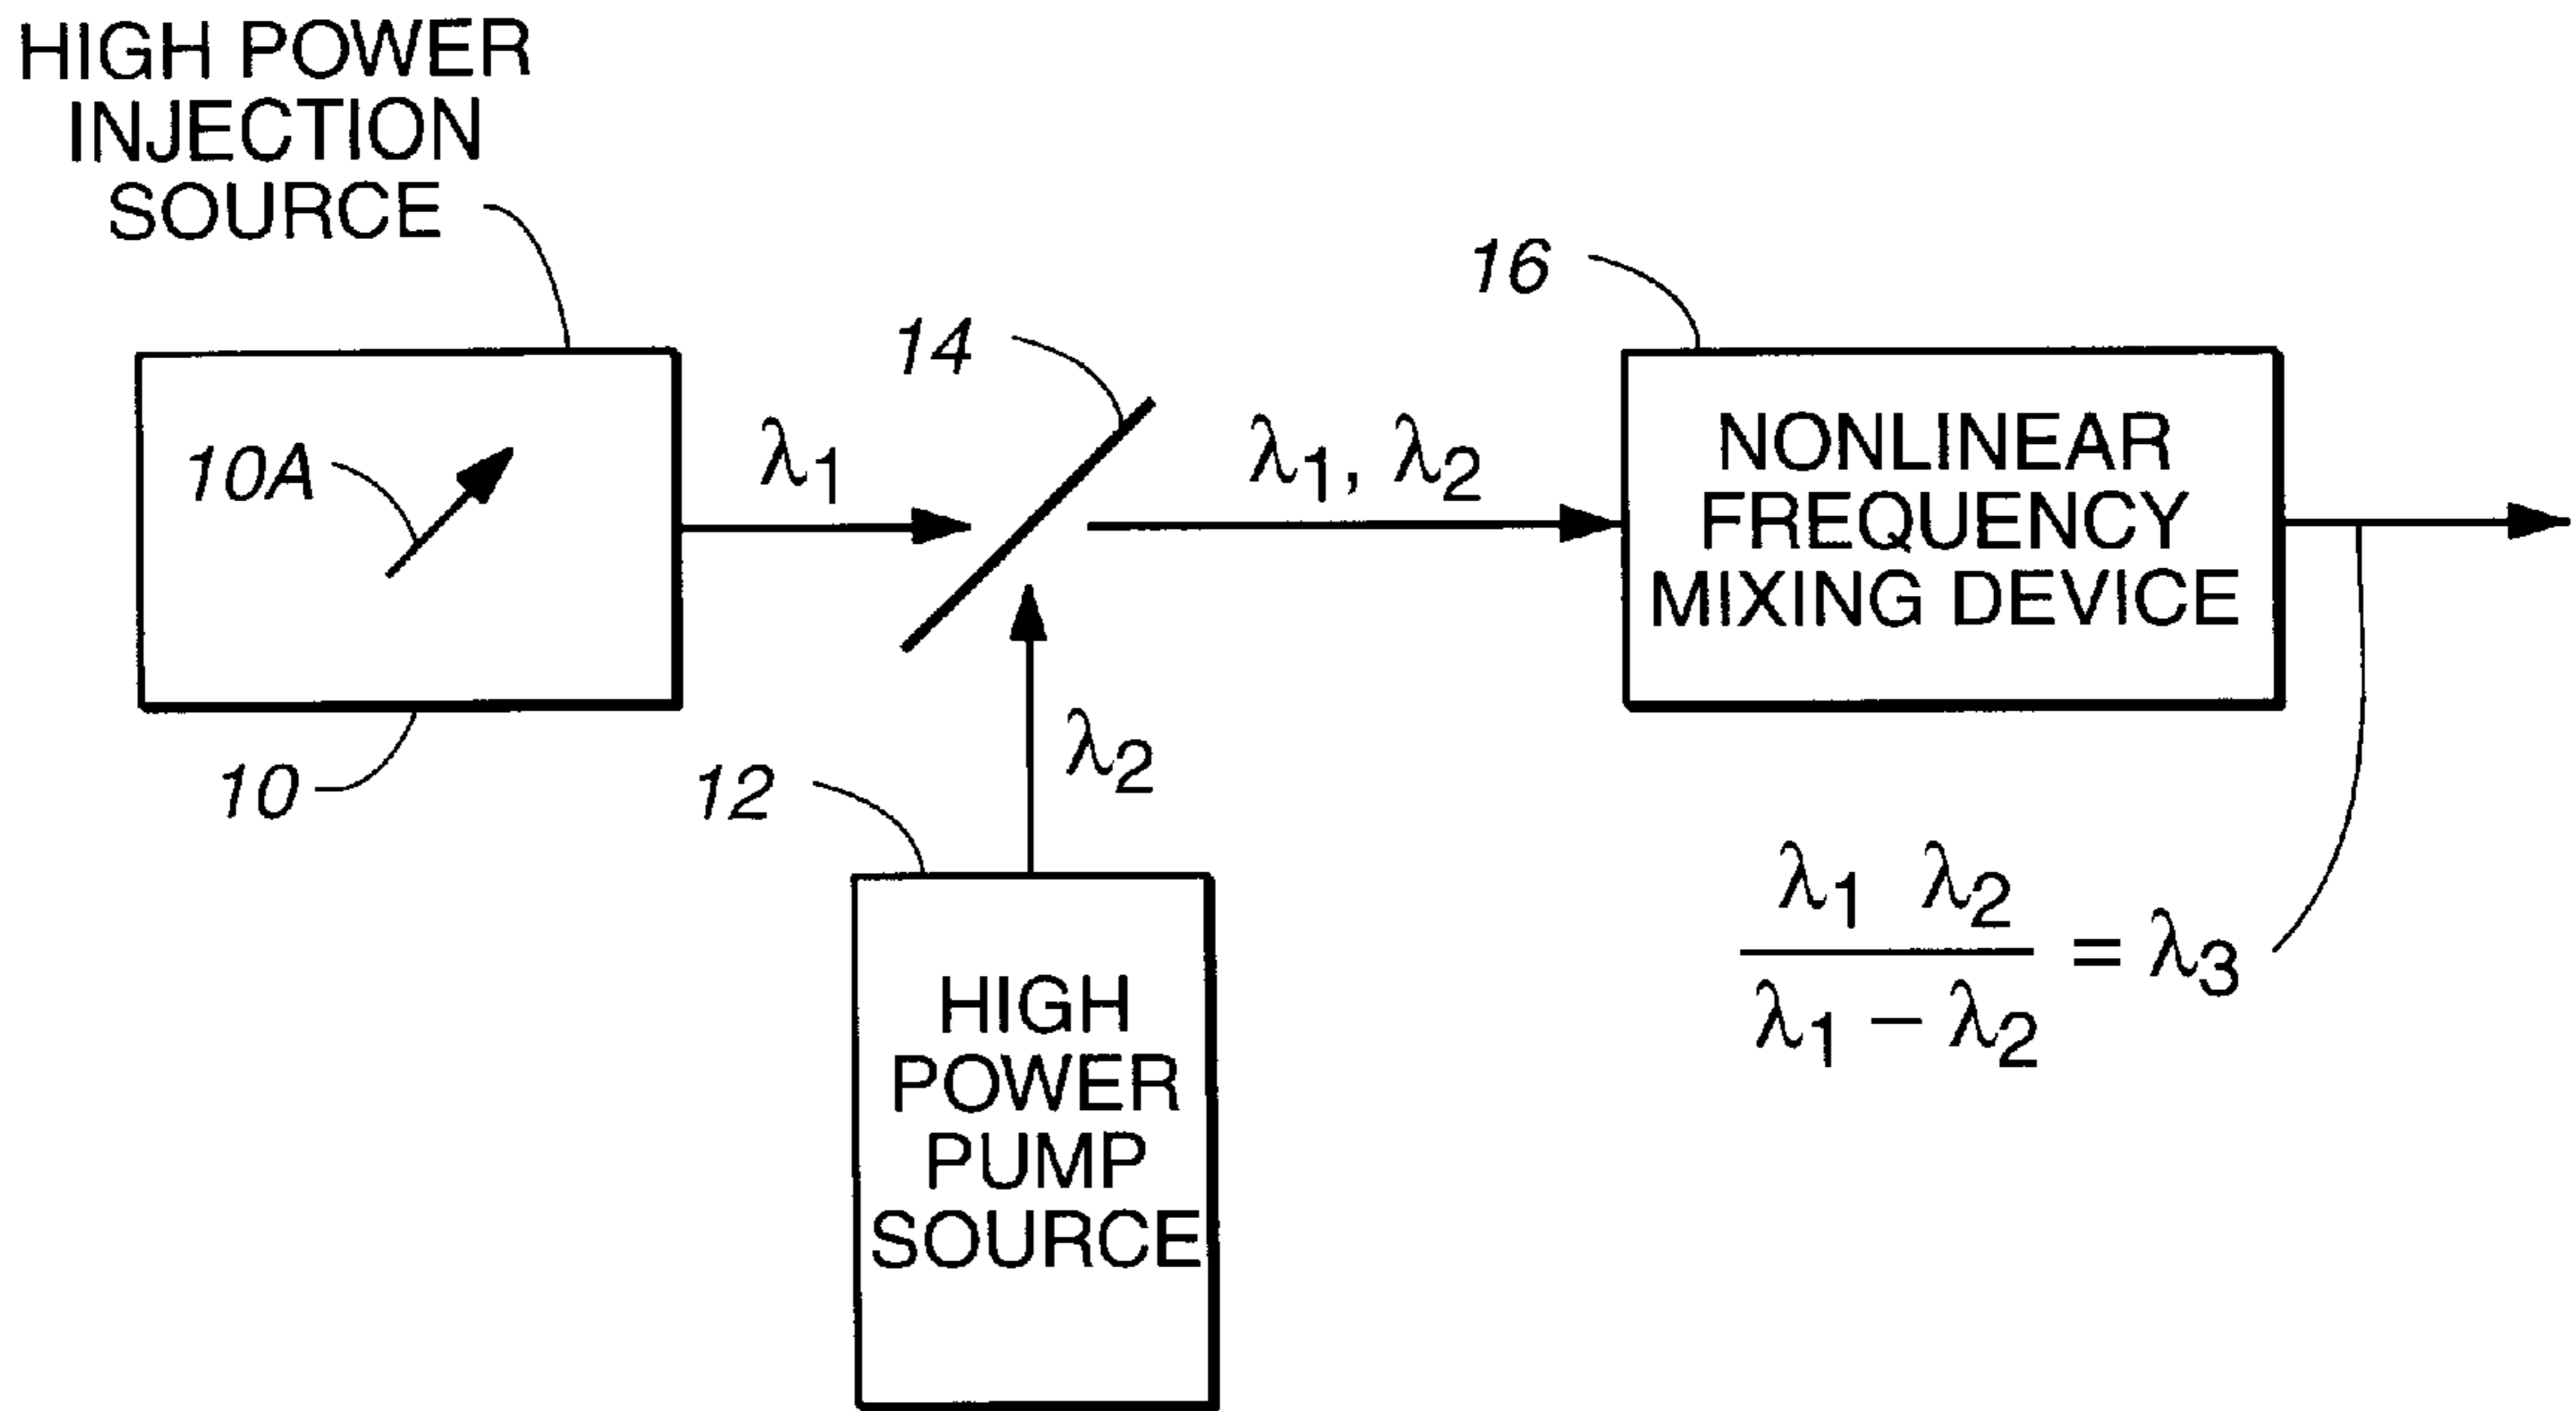 HIGH POWER
INJECTION
SOURCE
16
14
10A
λ1
λ1, λ2
NONLINEAR
FREQUENCY
MIXING DEVICE
10
12
λ2
λ1 λ2
= λ3
λ1 − λ2
HIGH
POWER
PUMP
SOURCE